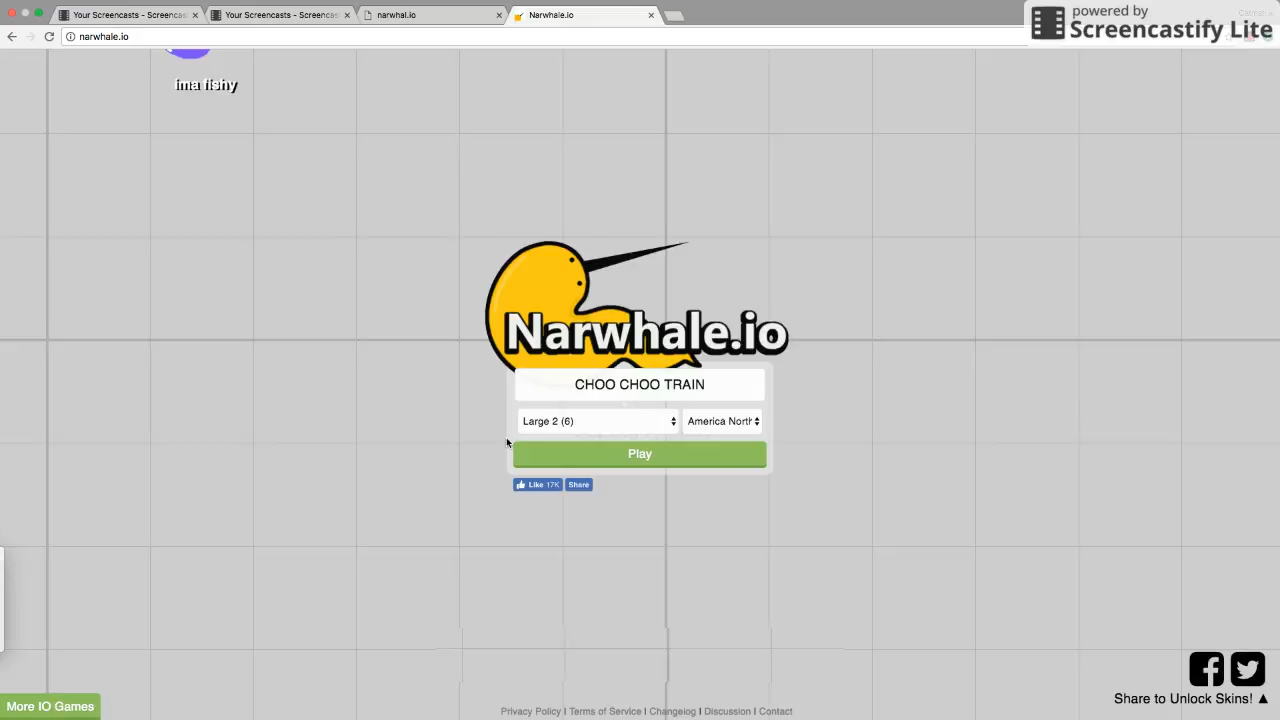 Your Screencasts - Screencas
Your Screencasts - Screencas
narwhal.io
Narwhale.io
narwhale.io
powered by
Screencastify Lite
ima fishy
Narwhale.io
CHOO CHOO TRAIN
Large 2 (6)
America North
Play
Like 17K
Share
More IO Games
Share to Unlock Skins! ▲
Privacy Policy | Terms of Service | Changelog | Discussion | Contact